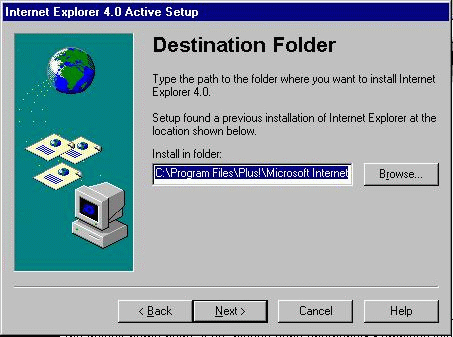 Internet Explorer 4.0 Active Setup
Destination Folder
Type the path to the folder where you want to install Internet
Explorer 4.0.
Setup found a previous installation of Internet Explorer at the
location shown below.
Install in folder:
C:\Program Files\Plus!\Microsoft Internet
Browse...
< Back
Next >
Cancel
Help